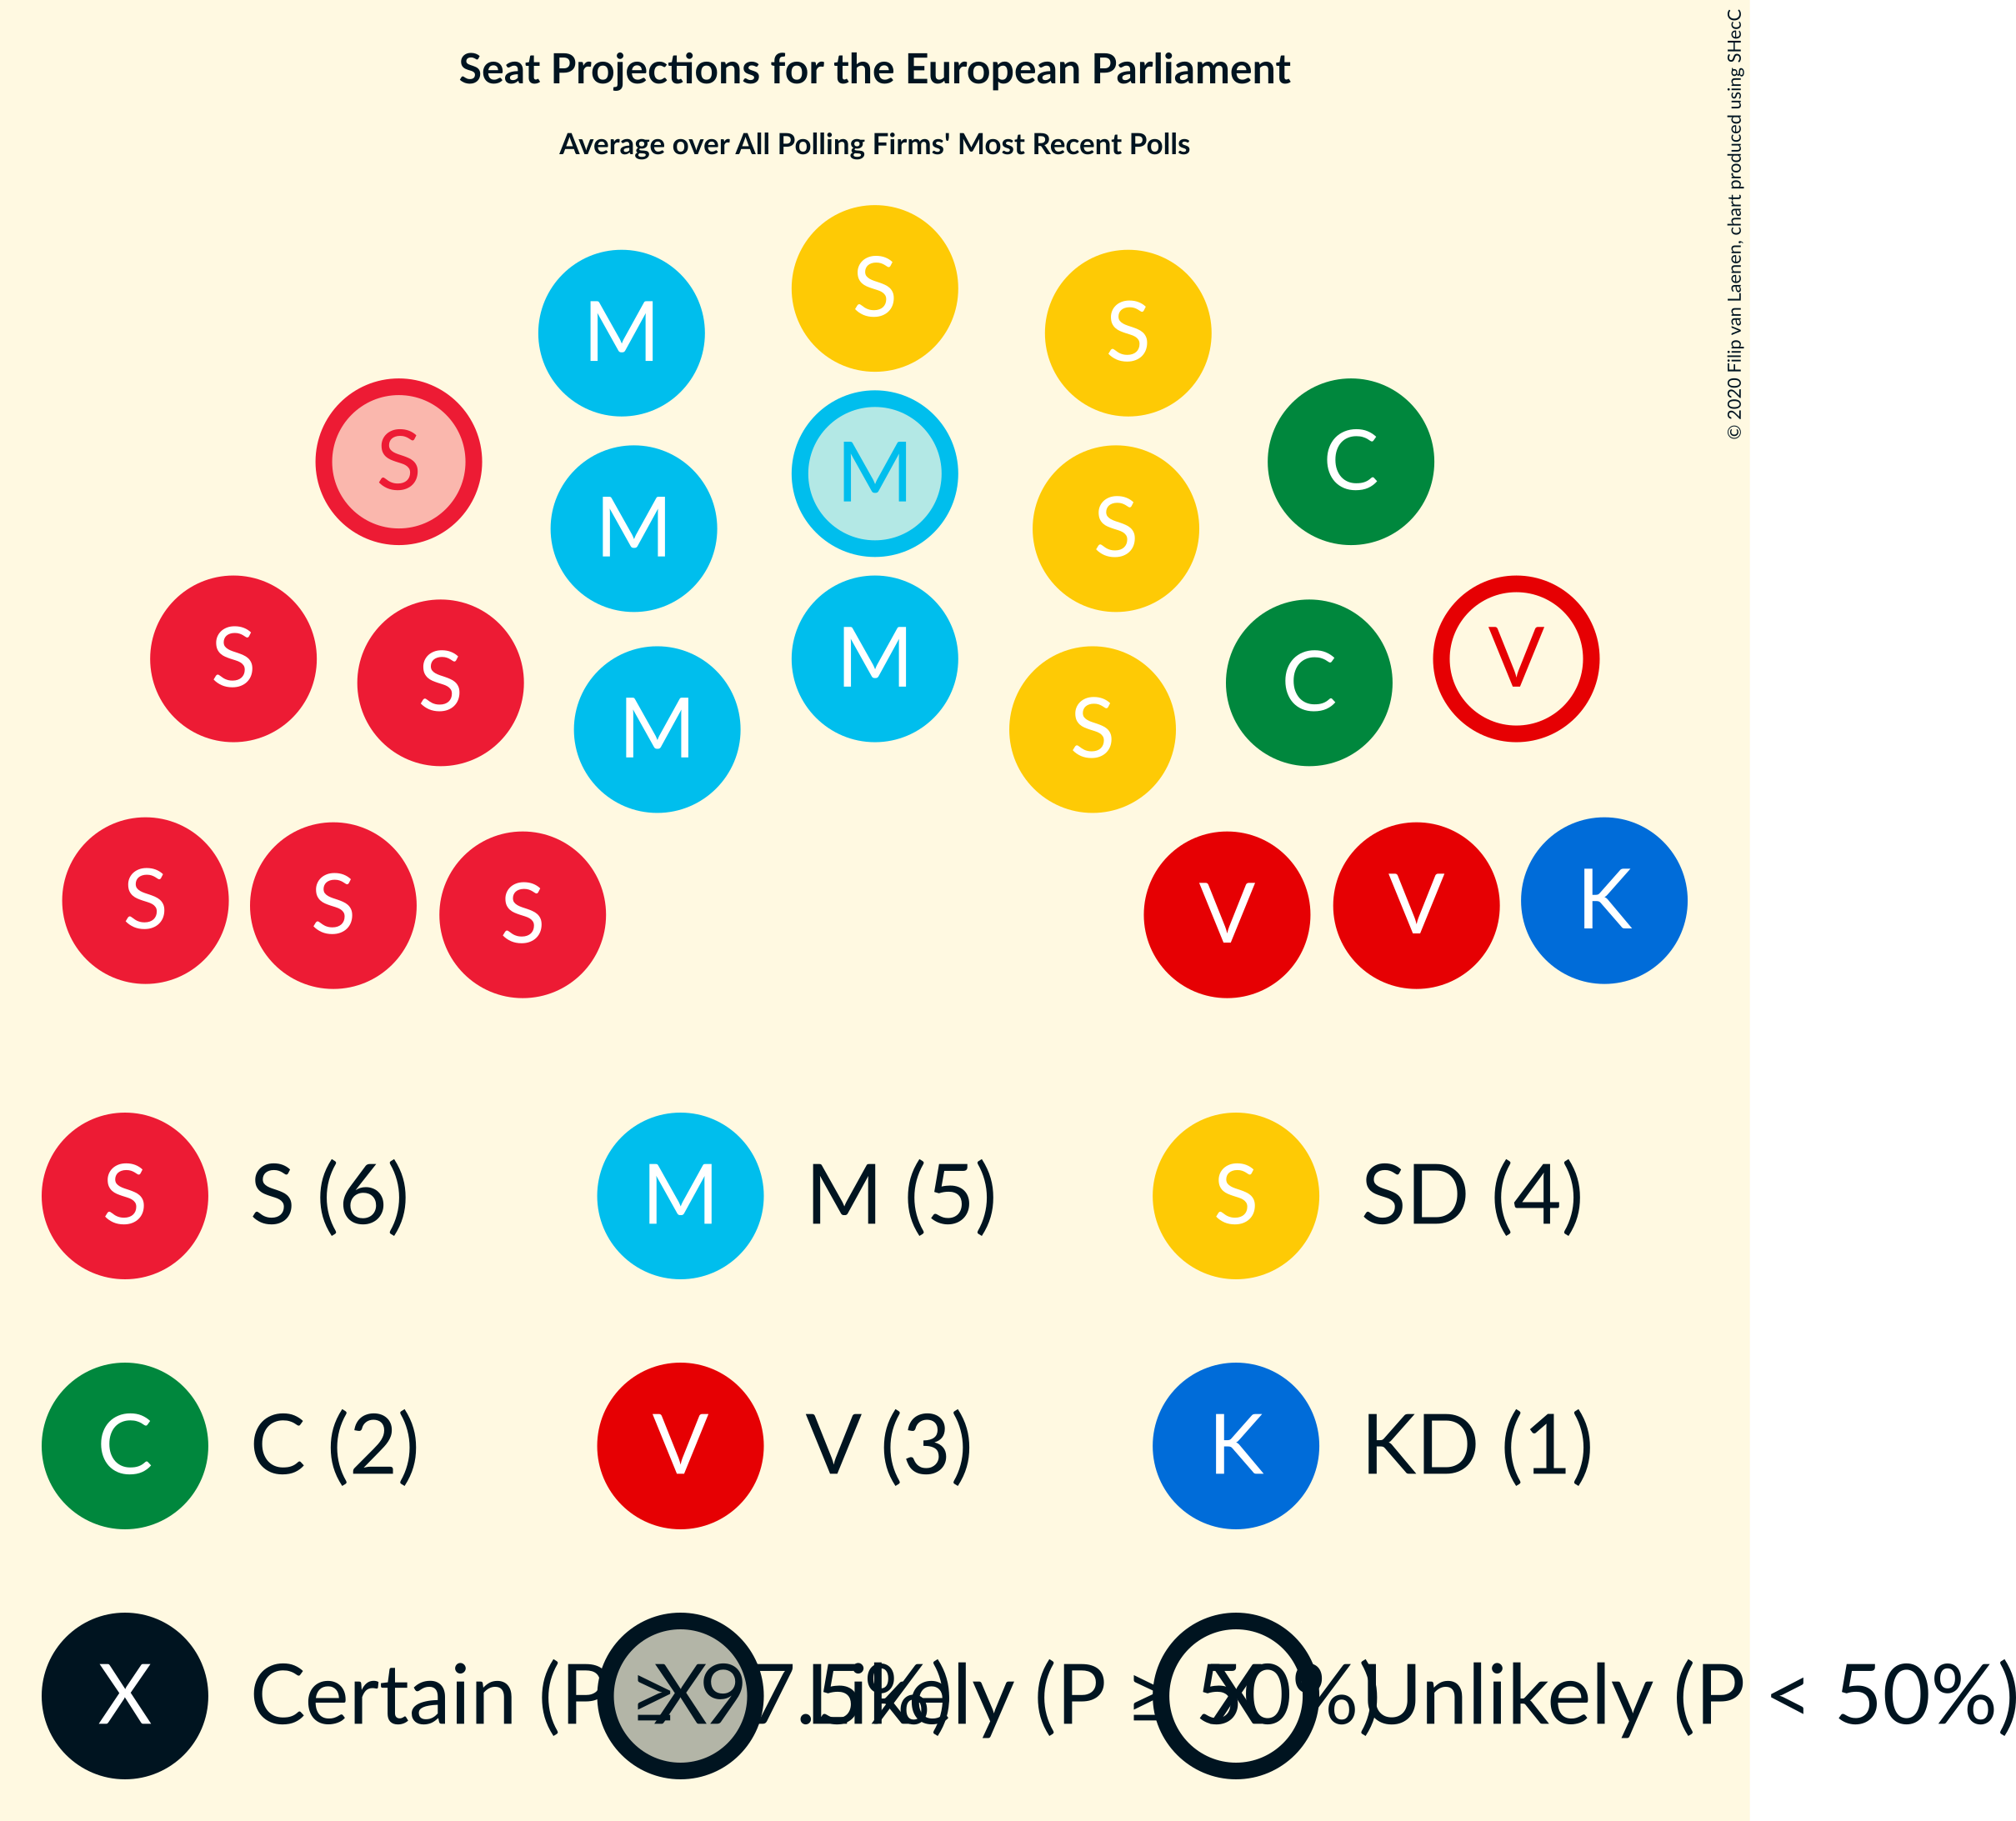 Seat Projections for the European Parliament
Average over All Polling Firms' Most Recent Polls
© 2020 Filip van Laenen, chart produced using SHecC
S
M S
S M M S C
S S M M S C V
S S S V V K
S S (6) M M (5) S SD (4)
C C (2) V V (3) K KD (1)
X Certain (P ≥ 97.5%) X Likely (P ≥ 50%) X Unlikely (P < 50%)